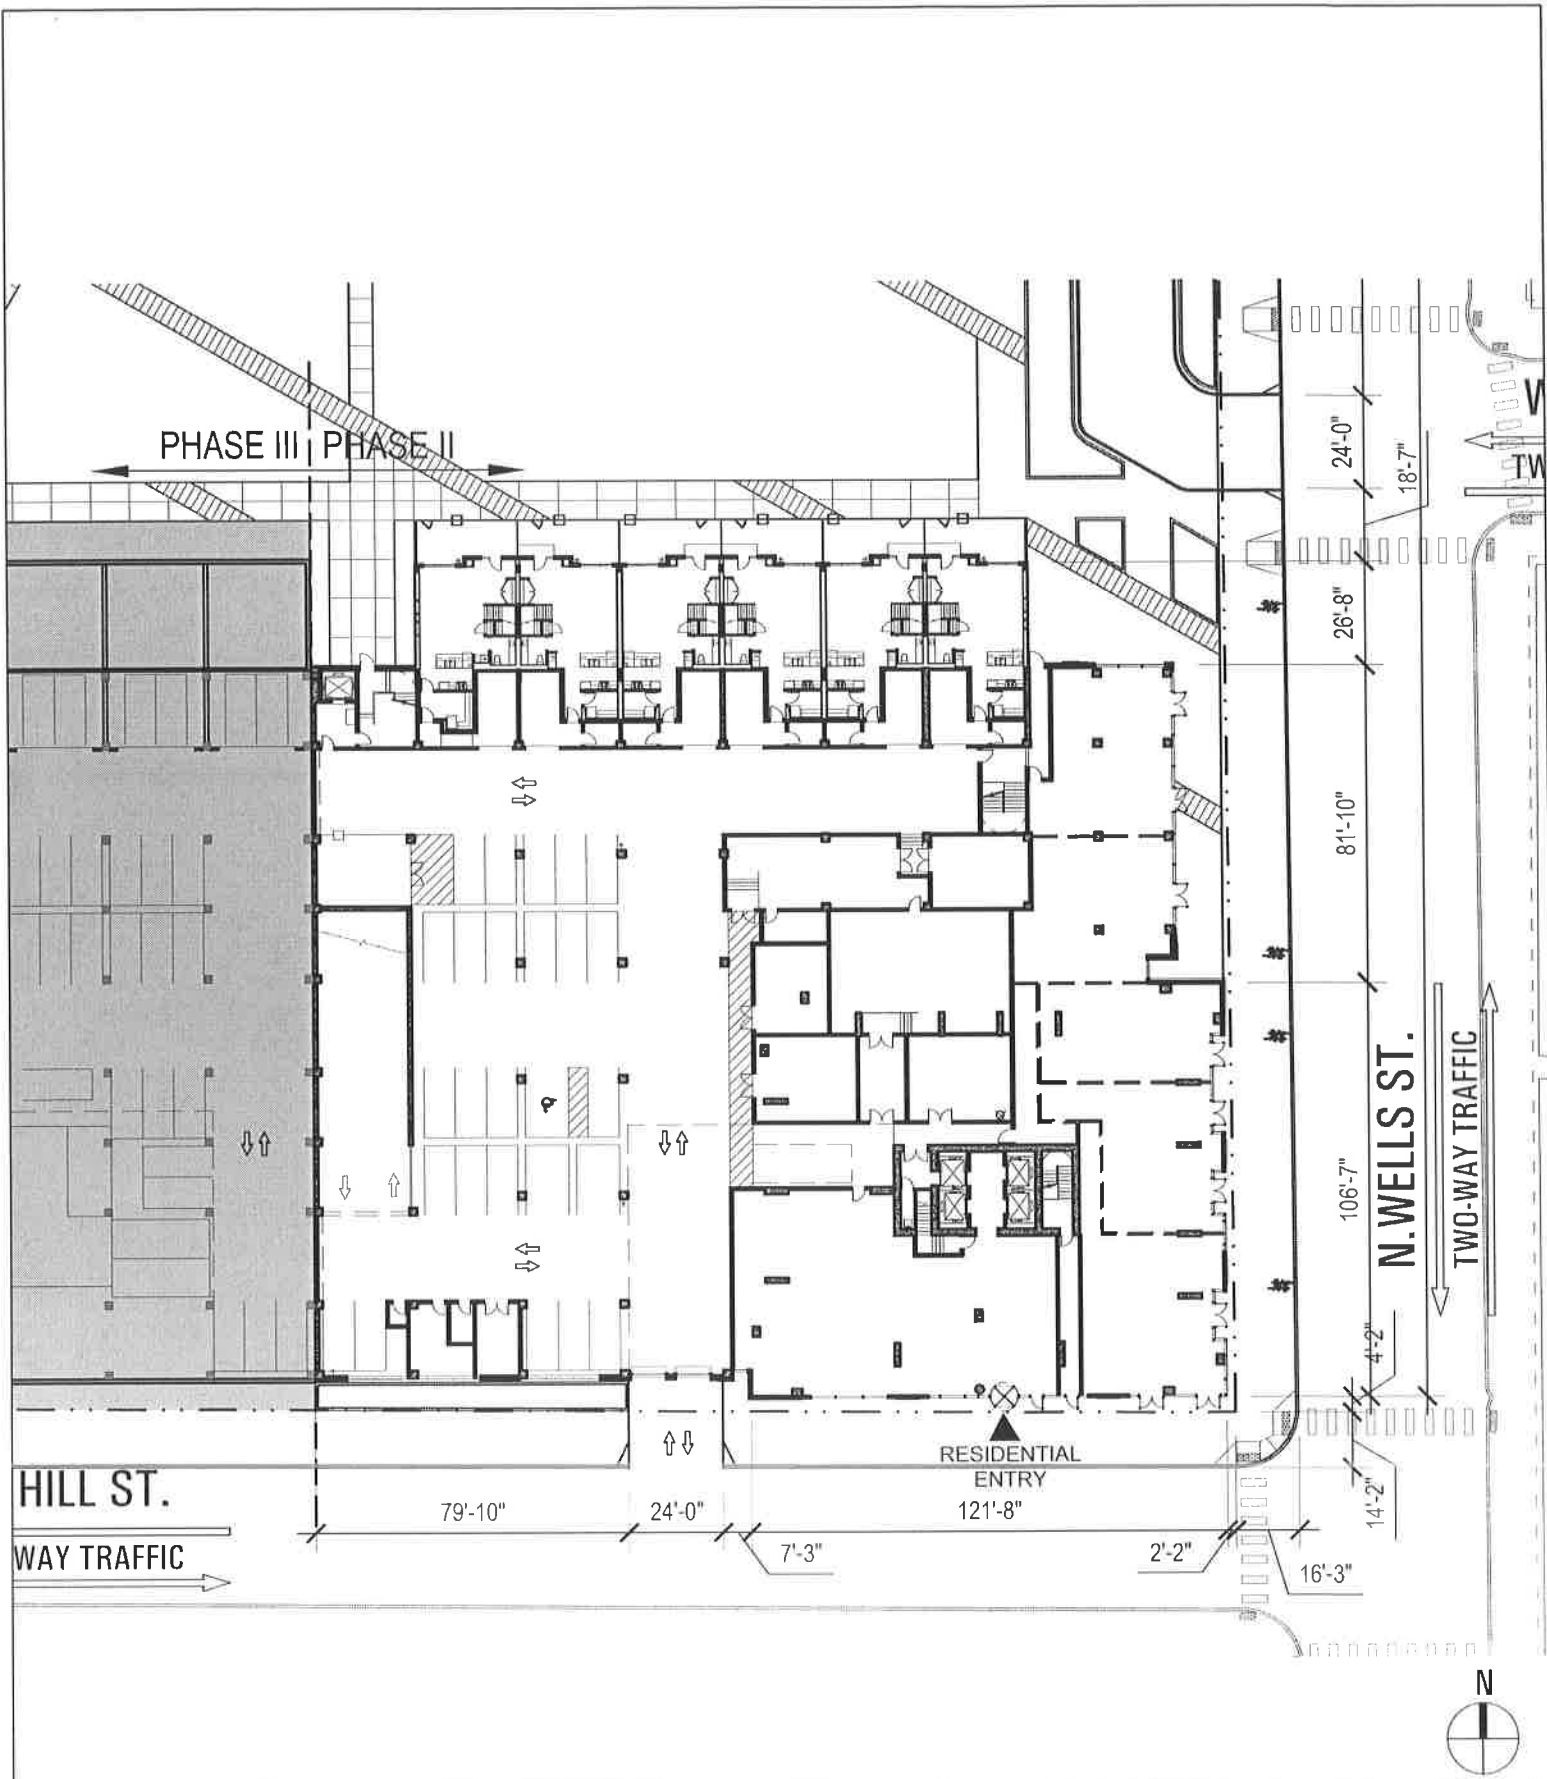 PHASE III PHASE II
24'-0"
18'-7"
TW
26'-8"
81'-10"
N. WELLS ST.
TWO-WAY TRAFFIC
106'-7"
4'-2"
14'-2"
RESIDENTIAL
ENTRY
HILL ST.
WAY TRAFFIC
79'-10"
24'-0"
7'-3"
121'-8"
2'-2"
16'-3"
N